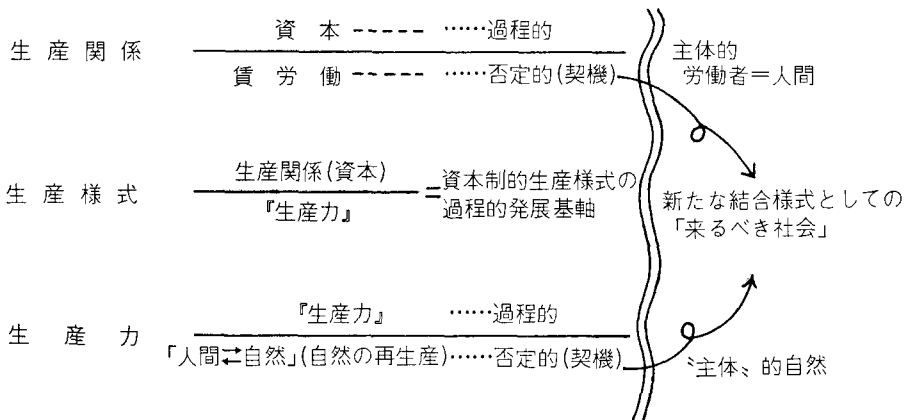 資本-----……過程的
生産関係
賃労働-----……否定的(契機)
主体的
労働者＝人間
生産関係(資本)
生産様式
『生産力』
＝資本制的生産様式の
過程的発展基軸
新たな結合様式としての
「来るべき社会」
『生産力』……過程的
生産力
「人間⇄自然」(自然の再生産)……否定的(契機)
〝主体〟的自然